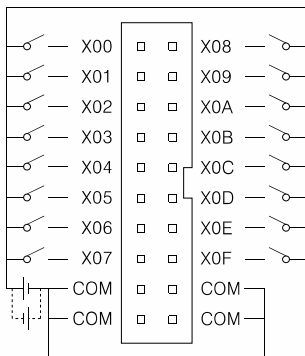 X00 X08
X01 X09
X02 X0A
X03 X0B
X04 X0C
X05 X0D
X06 X0E
X07 X0F
COM COM
COM COM